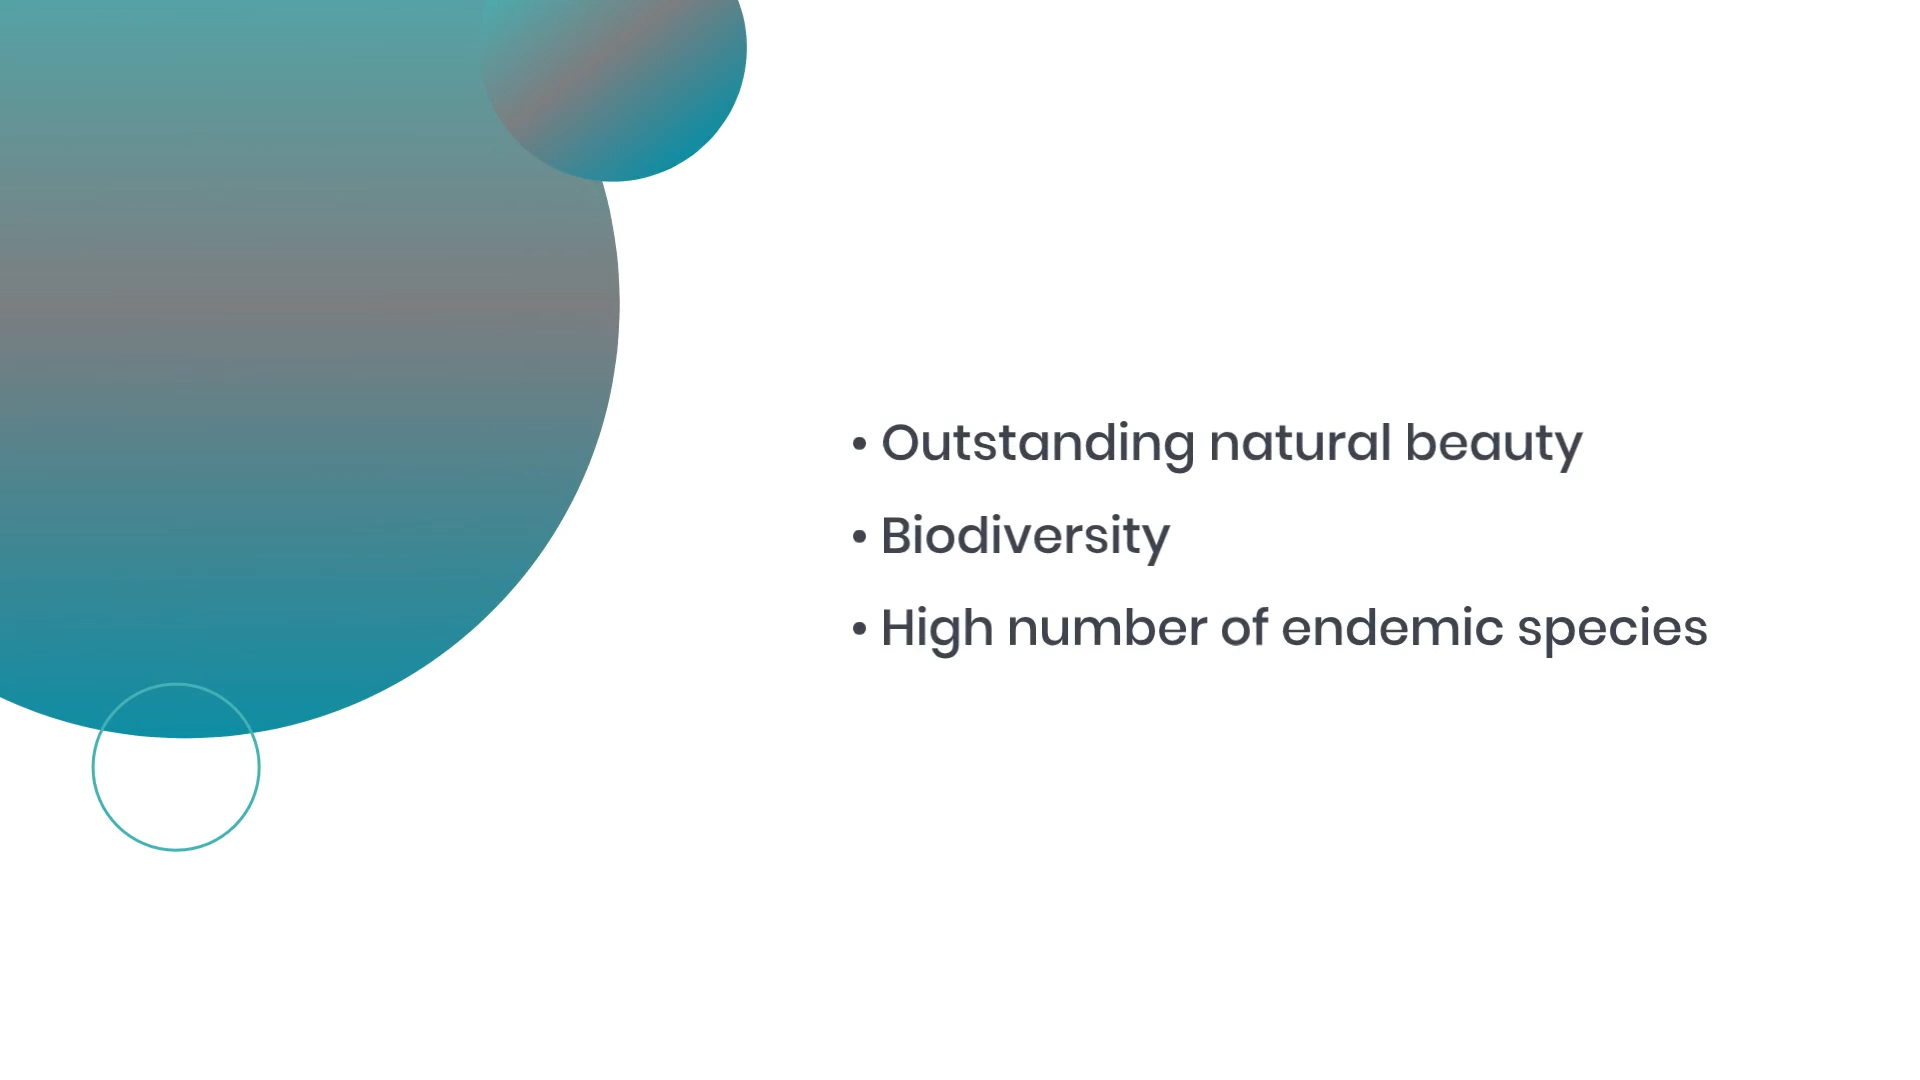 • Outstanding natural beauty
• Biodiversity
• High number of endemic species